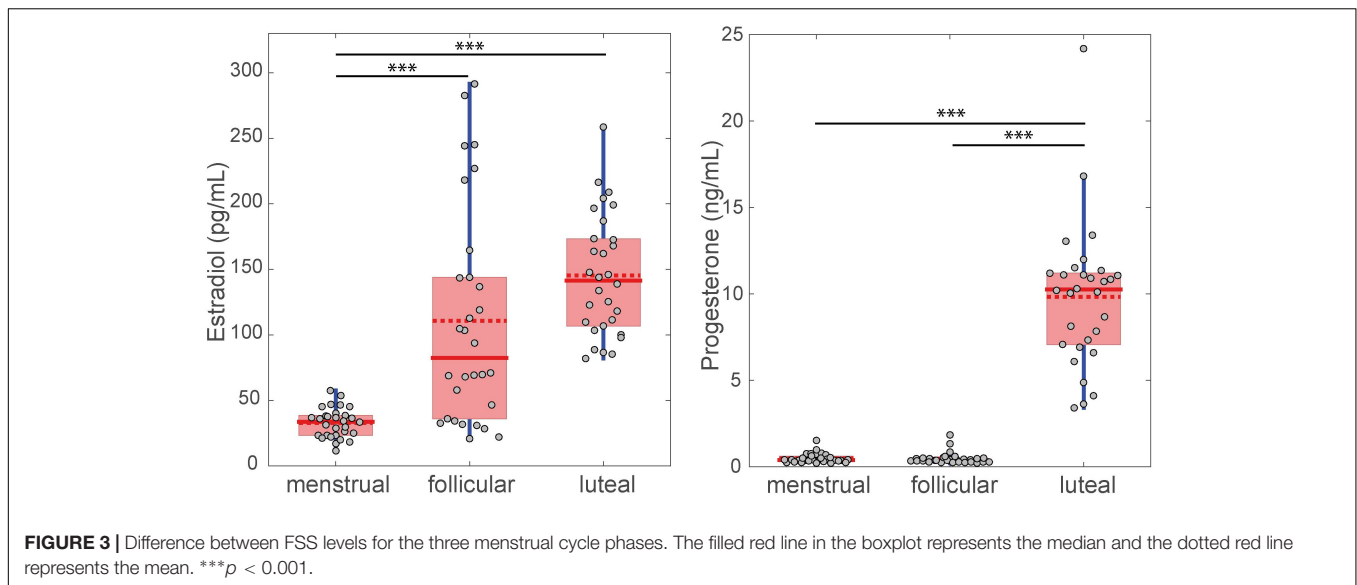 ***
***
300
250
200
150
100
50
0
Estradiol (pg/mL)
menstrual follicular luteal
25
20
15
10
5
0
Progesterone (ng/mL)
***
***
menstrual follicular luteal
FIGURE 3 | Difference between FSS levels for the three menstrual cycle phases. The filled red line in the boxplot represents the median and the dotted red line
represents the mean. ***p < 0.001.